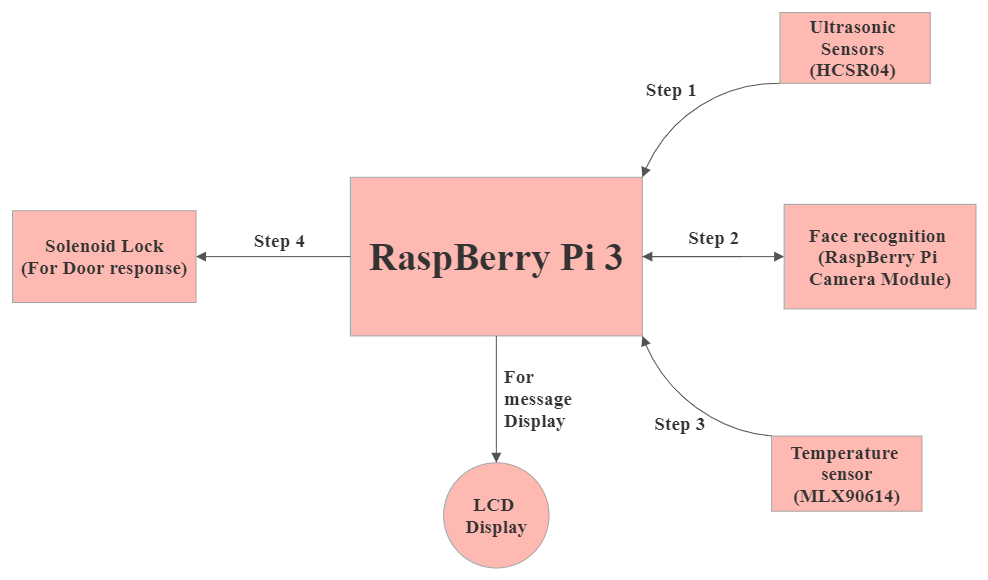 Ultrasonic
Sensors
(HCSR04)
Step 1
RaspBerry Pi 3
Solenoid Lock
(For Door response)
Step 4
Step 2
Face recognition
(RaspBerry Pi
Camera Module)
For
message
Display
Step 3
Temperature
sensor
(MLX90614)
LCD
Display